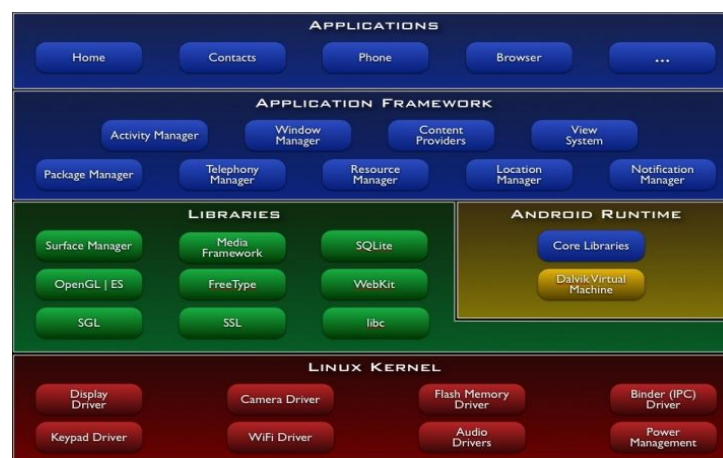 APPLICATIONS
Home
Contacts
Phone
Browser
...
APPLICATION FRAMEWORK
Activity Manager
Window
Manager
Content
Providers
View
System
Package Manager
Telephony
Manager
Resource
Manager
Location
Manager
Notification
Manager
LIBRARIES
Surface Manager
Media
Framework
SQLite
OpenGL | ES
FreeType
WebKit
SGL
SSL
libc
ANDROID RUNTIME
Core Libraries
Dalvik Virtual
Machine
LINUX KERNEL
Display
Driver
Camera Driver
Flash Memory
Driver
Binder (IPC)
Driver
Keypad Driver
WiFi Driver
Audio
Drivers
Power
Management